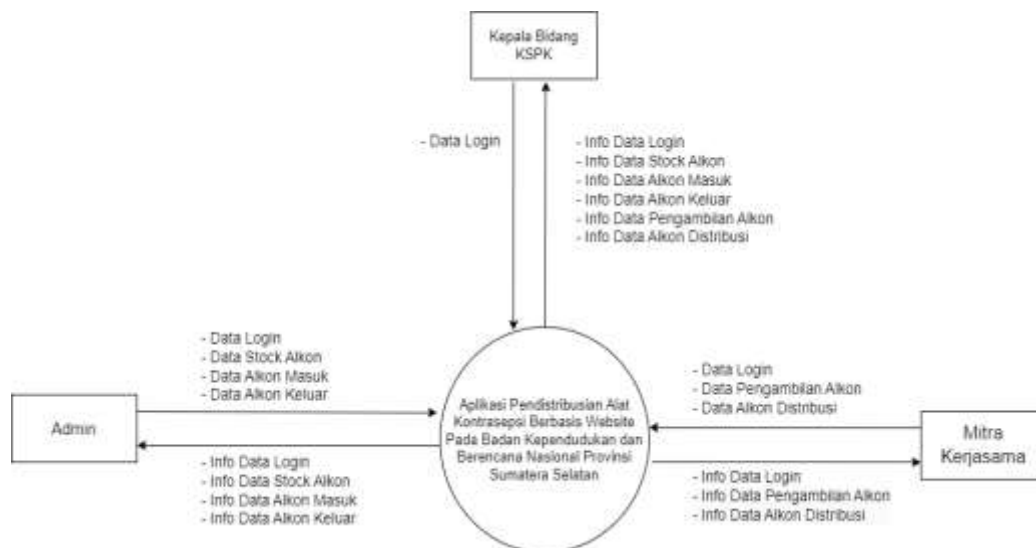 Kepala Bidang
KSPK
- Data Login
- Info Data Login
- Info Data Stock Alkon
- Info Data Alkon Masuk
- Info Data Alkon Keluar
- Info Data Pengambilan Alkon
- Info Data Alkon Distribusi
- Data Login
- Data Stock Alkon
- Data Alkon Masuk
- Data Alkon Keluar
Admin
- Info Data Login
- Info Data Stock Alkon
- Info Data Alkon Masuk
- Info Data Alkon Keluar
Aplikasi Pendistribusian Alat
Kontrasepsi Berbasis Website
Pada Badan Kependudukan dan
Berencana Nasional Provinsi
Sumatera Selatan
- Data Login
- Data Pengambilan Alkon
- Data Alkon Distribusi
Mitra
Kerjasama
- Info Data Login
- Info Data Pengambilan Alkon
- Info Data Alkon Distribusi